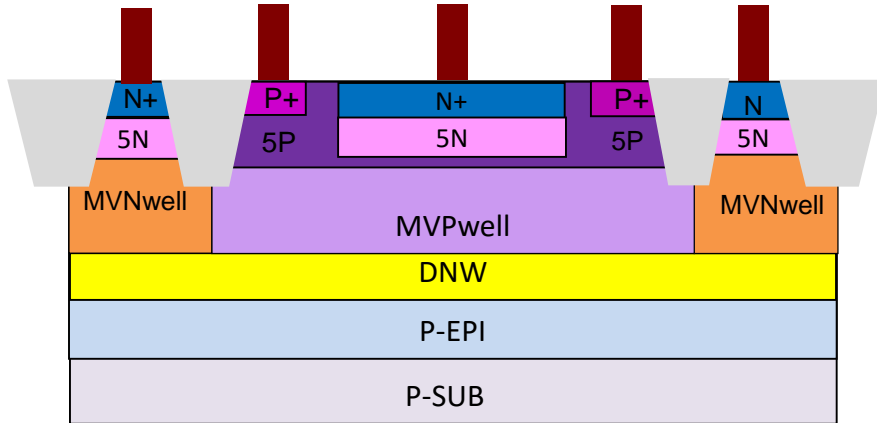 N+
P+
N+
P+
N
5N
5P
5N
5P
5N
MVNwell
MVPwell
MVNwell
DNW
P-EPI
P-SUB